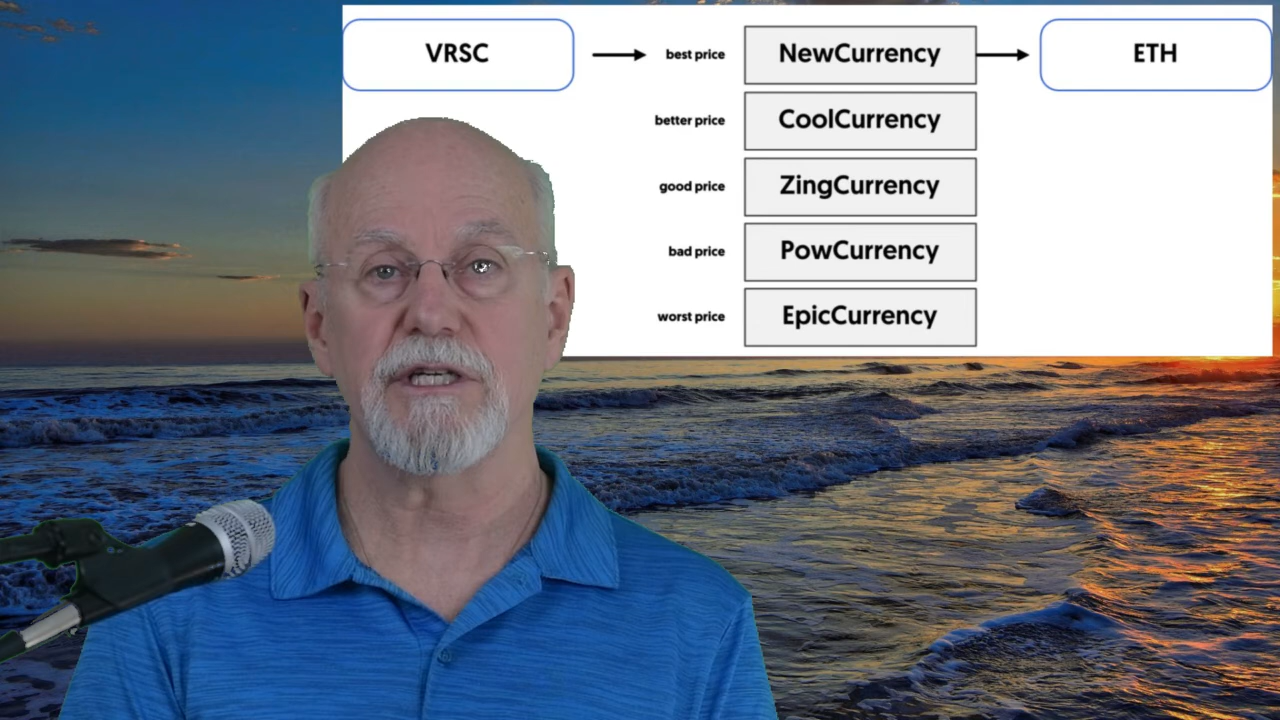 VRSC best price NewCurrency ETH
better price CoolCurrency
good price ZingCurrency
bad price PowCurrency
worst price EpicCurrency